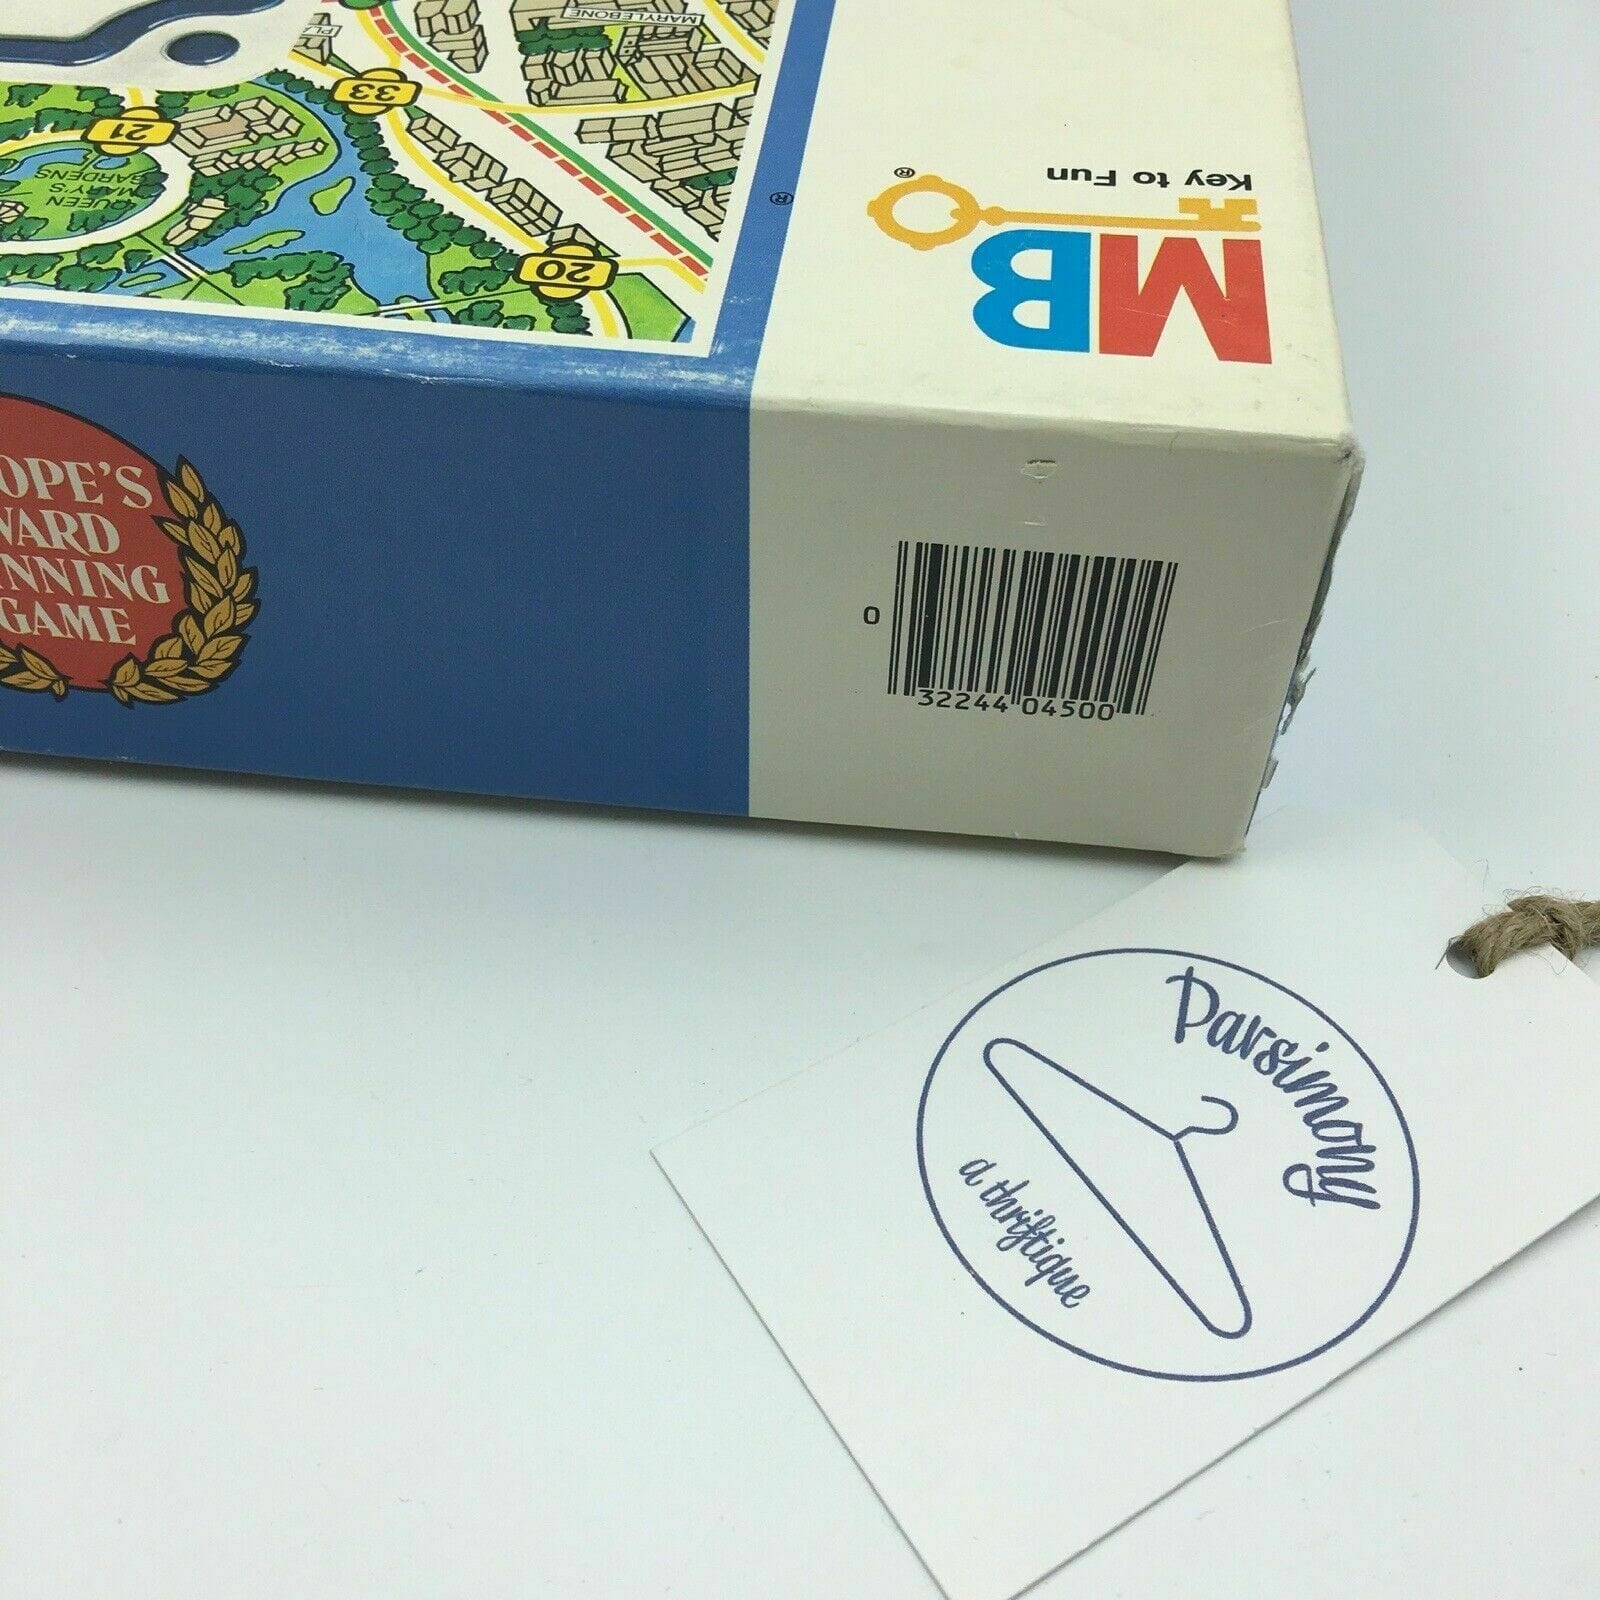 MARYLEBONE
33
21
QUEEN
MARY'S
GARDENS
20
®
®
Key to Fun
MB
OPE'S
WARD
NNING
GAME
0
32244 04500
Parsimony
a thriftique